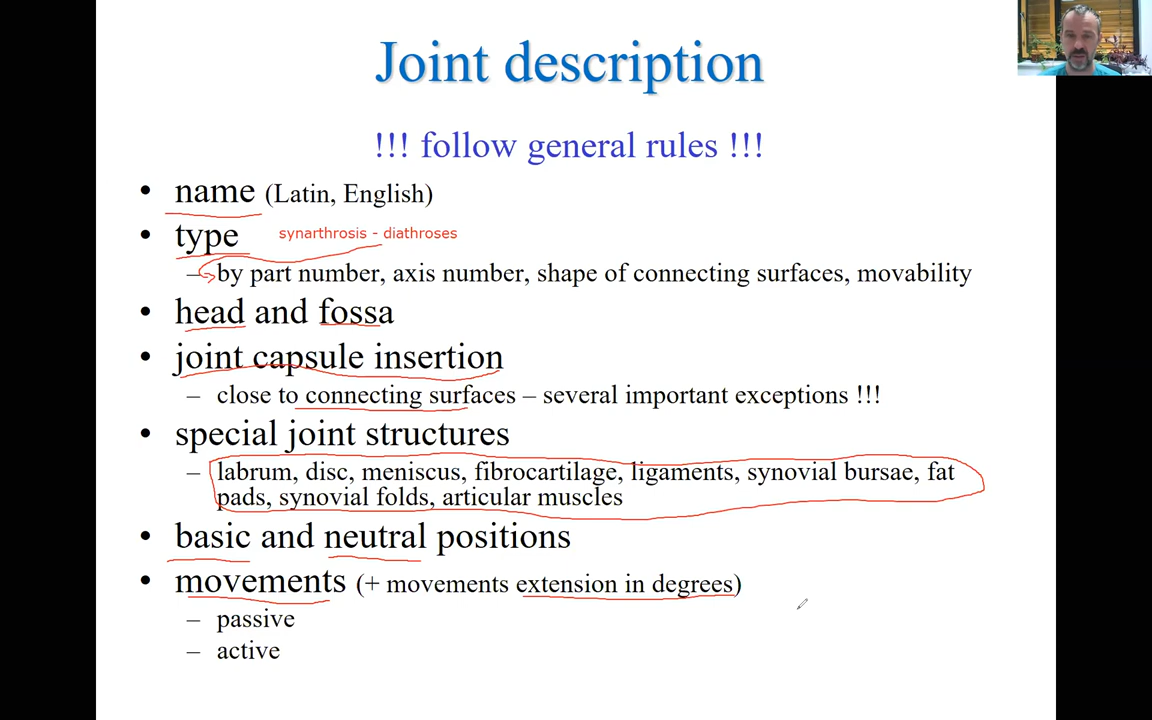 Joint description
!!! follow general rules !!!
• name (Latin, English)
• type synarthrosis - diathroses
– by part number, axis number, shape of connecting surfaces, movability
• head and fossa
• joint capsule insertion
– close to connecting surfaces – several important exceptions !!!
• special joint structures
– labrum, disc, meniscus, fibrocartilage, ligaments, synovial bursae, fat
pads, synovial folds, articular muscles
• basic and neutral positions
• movements (+ movements extension in degrees)
– passive
– active